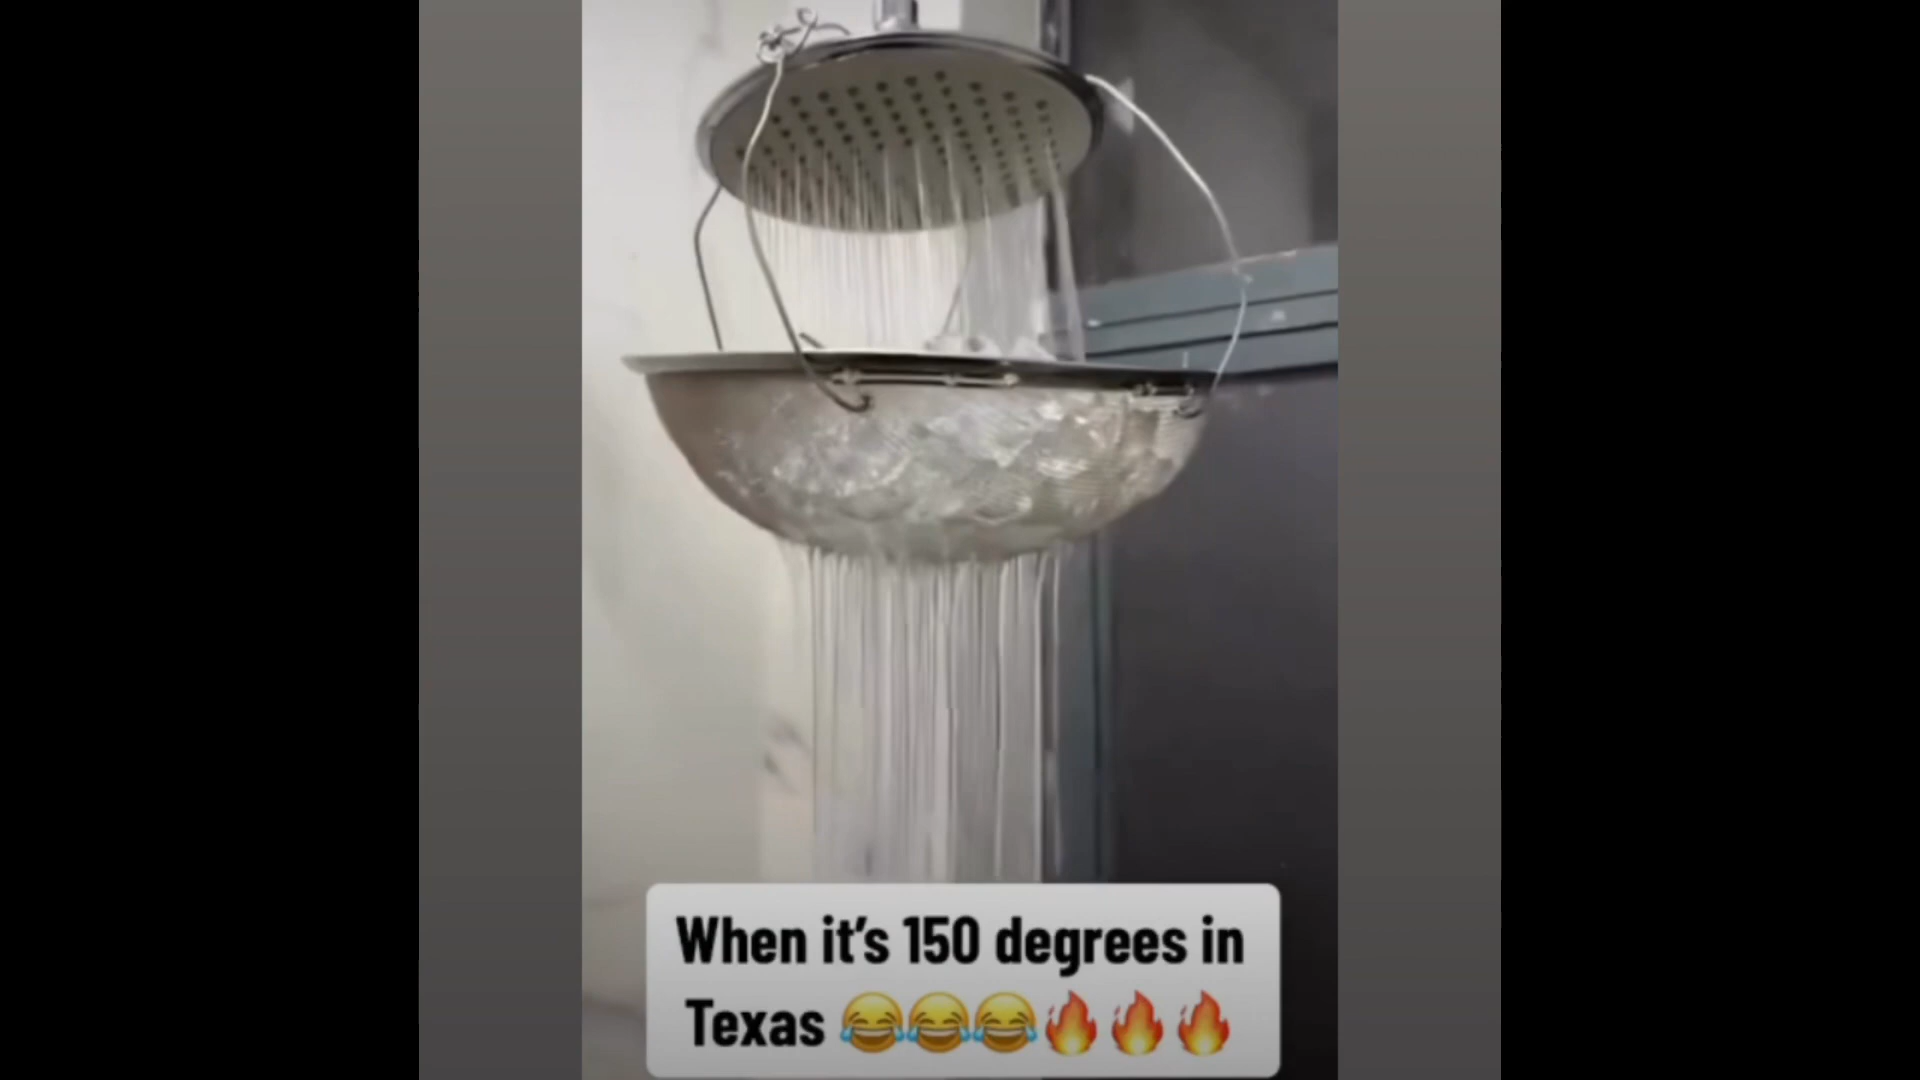 When it’s 150 degrees in
Texas 😂😂😂🔥🔥🔥